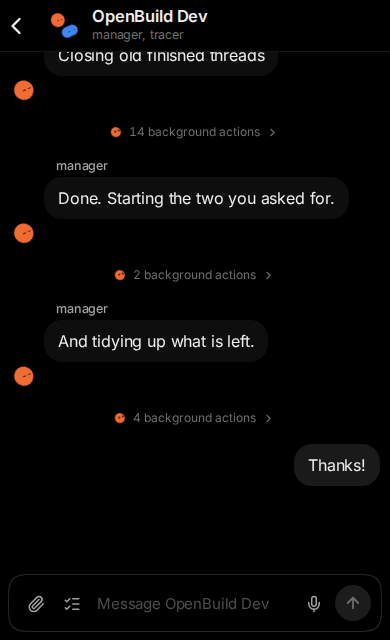 OpenBuild Dev
manager, tracer
Closing old finished threads
14 background actions
manager
Done. Starting the two you asked for.
2 background actions
manager
And tidying up what is left.
4 background actions
Thanks!
Message OpenBuild Dev